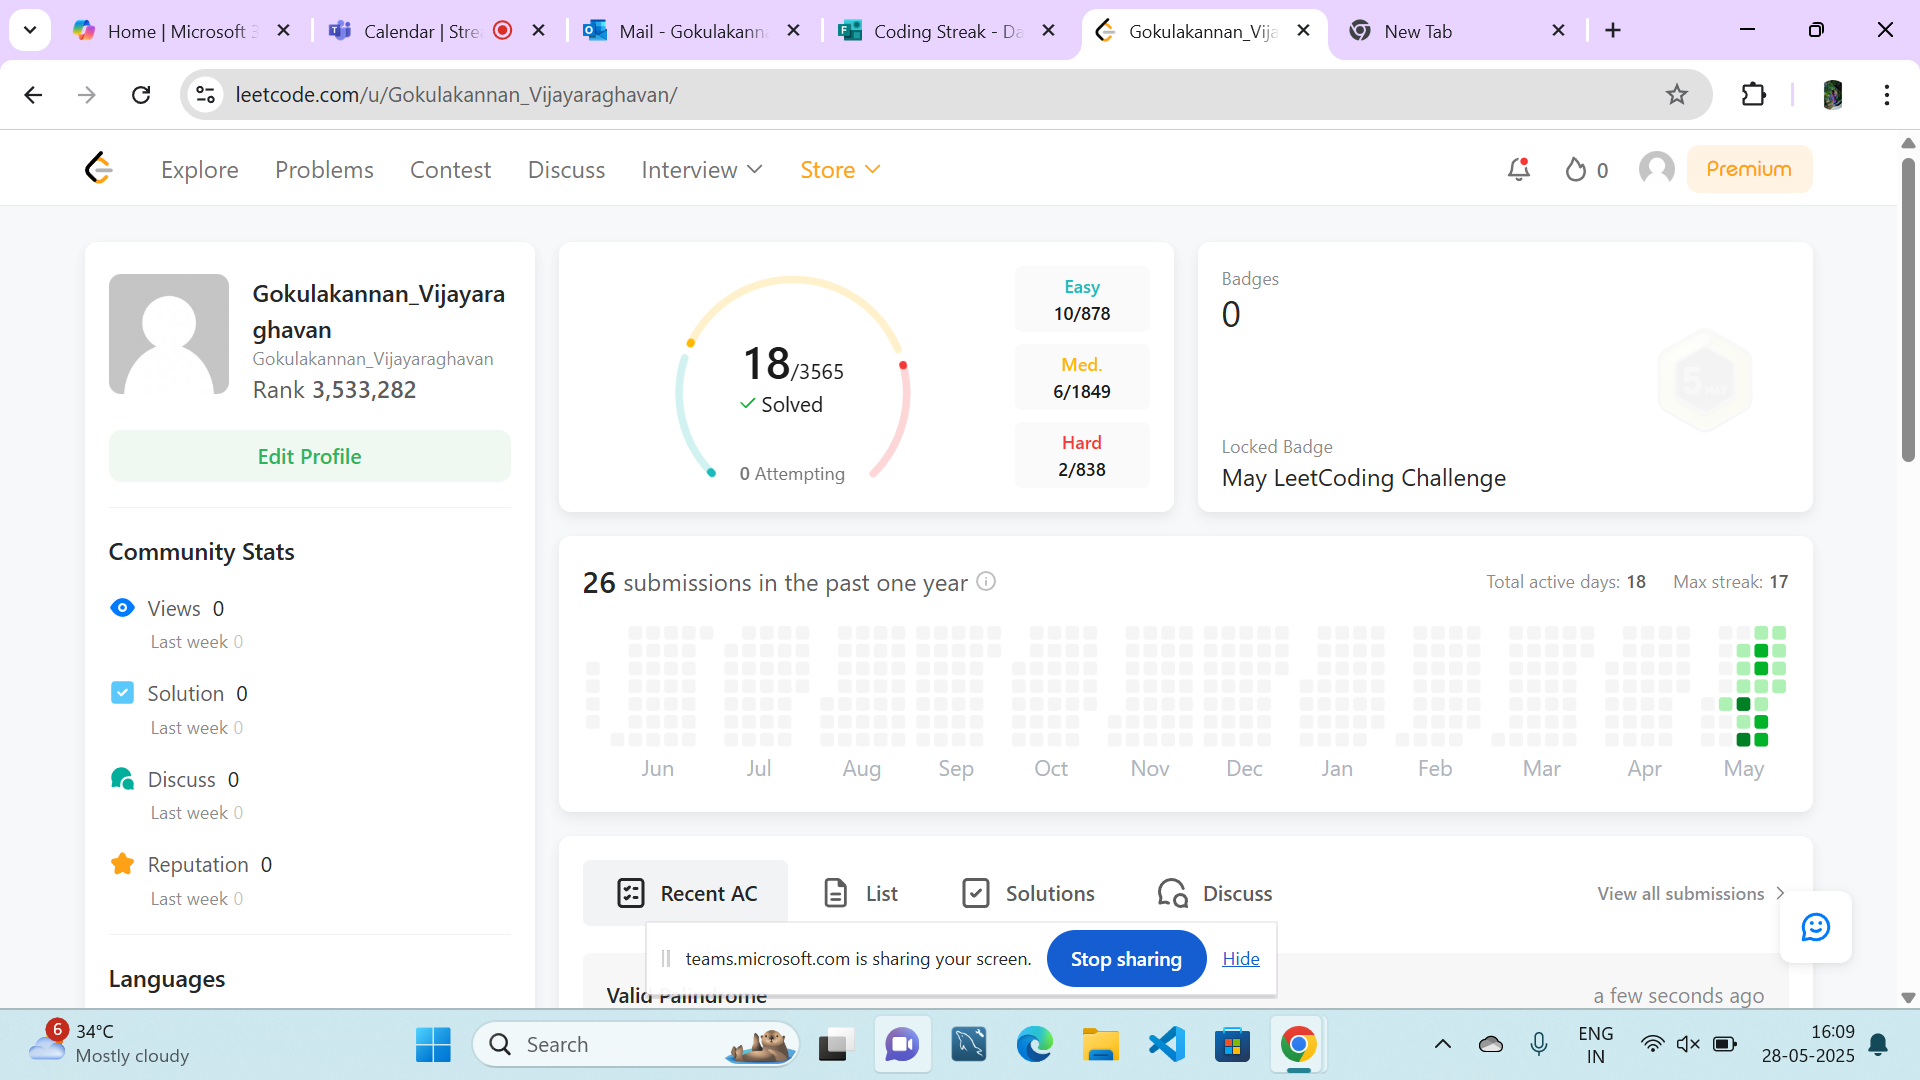 Home | Microsoft 3
Calendar | Stre
Mail - Gokulakann
Coding Streak - Da
Gokulakannan_Vija
New Tab
leetcode.com/u/Gokulakannan_Vijayaraghavan/
Explore
Problems
Contest
Discuss
Interview
Store
0
Premium
Gokulakannan_Vijayara
ghavan
Gokulakannan_Vijayaraghavan
Rank 3,533,282
Edit Profile
Community Stats
Views 0
Last week 0
Solution 0
Last week 0
Discuss 0
Last week 0
Reputation 0
Last week 0
Languages
18/3565
Solved
0 Attempting
Easy
10/878
Med.
6/1849
Hard
2/838
Badges
0
5
Locked Badge
May LeetCoding Challenge
26 submissions in the past one year
Total active days: 18
Max streak: 17
Jun
Jul
Aug
Sep
Oct
Nov
Dec
Jan
Feb
Mar
Apr
May
Recent AC
List
Solutions
Discuss
View all submissions
teams.microsoft.com is sharing your screen.
Stop sharing
Hide
Valid Palindrome
a few seconds ago
6
34°C
Mostly cloudy
Search
ENG
IN
16:09
28-05-2025